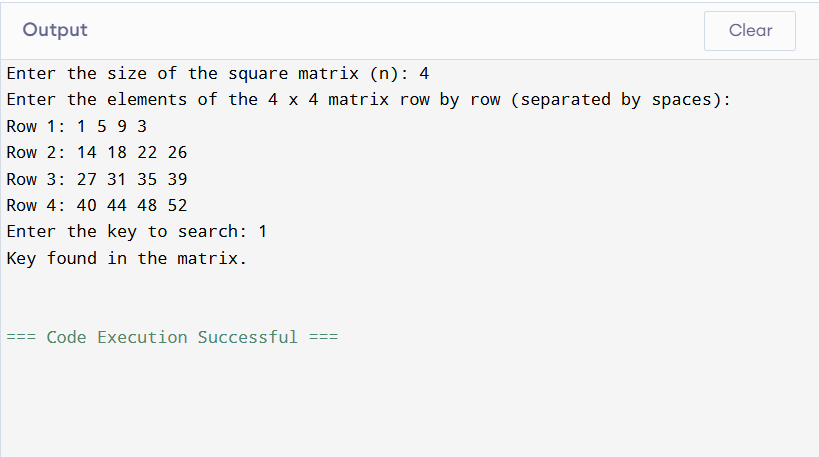 Output
Clear
Enter the size of the square matrix (n): 4
Enter the elements of the 4 x 4 matrix row by row (separated by spaces):
Row 1: 1 5 9 3
Row 2: 14 18 22 26
Row 3: 27 31 35 39
Row 4: 40 44 48 52
Enter the key to search: 1
Key found in the matrix.
=== Code Execution Successful ===